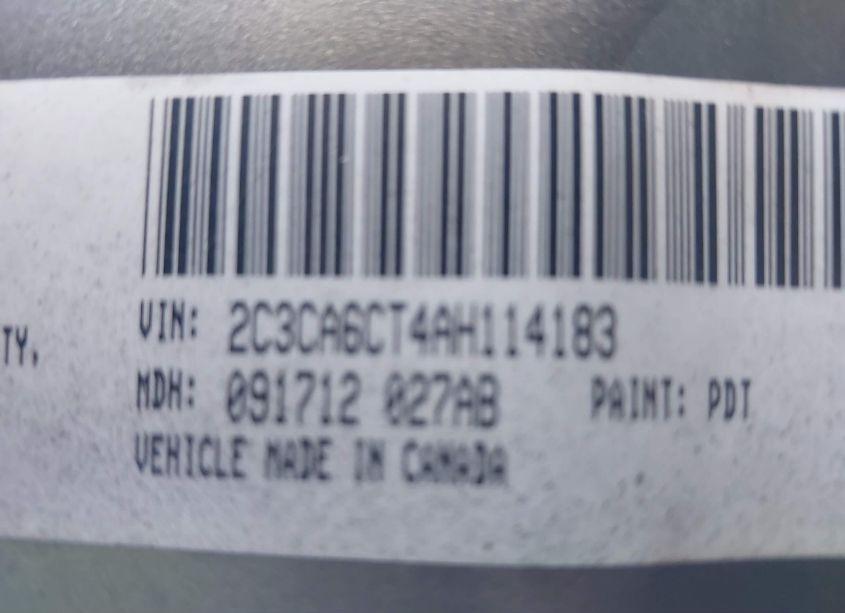 TY.
VIN: 2C3CA6CT4AH114183
MDH: 091712 027AB PAINT: PDT
VEHICLE MADE IN CANADA